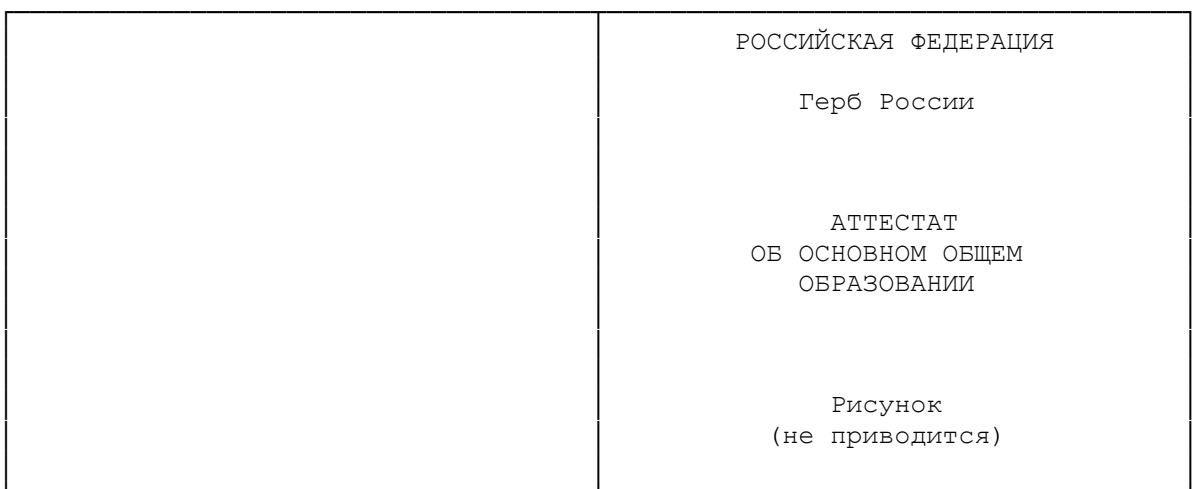 РОССИЙСКАЯ ФЕДЕРАЦИЯ
Герб России
АТТЕСТАТ
ОБ ОСНОВНОМ ОБЩЕМ
ОБРАЗОВАНИИ
Рисунок
(не приводится)